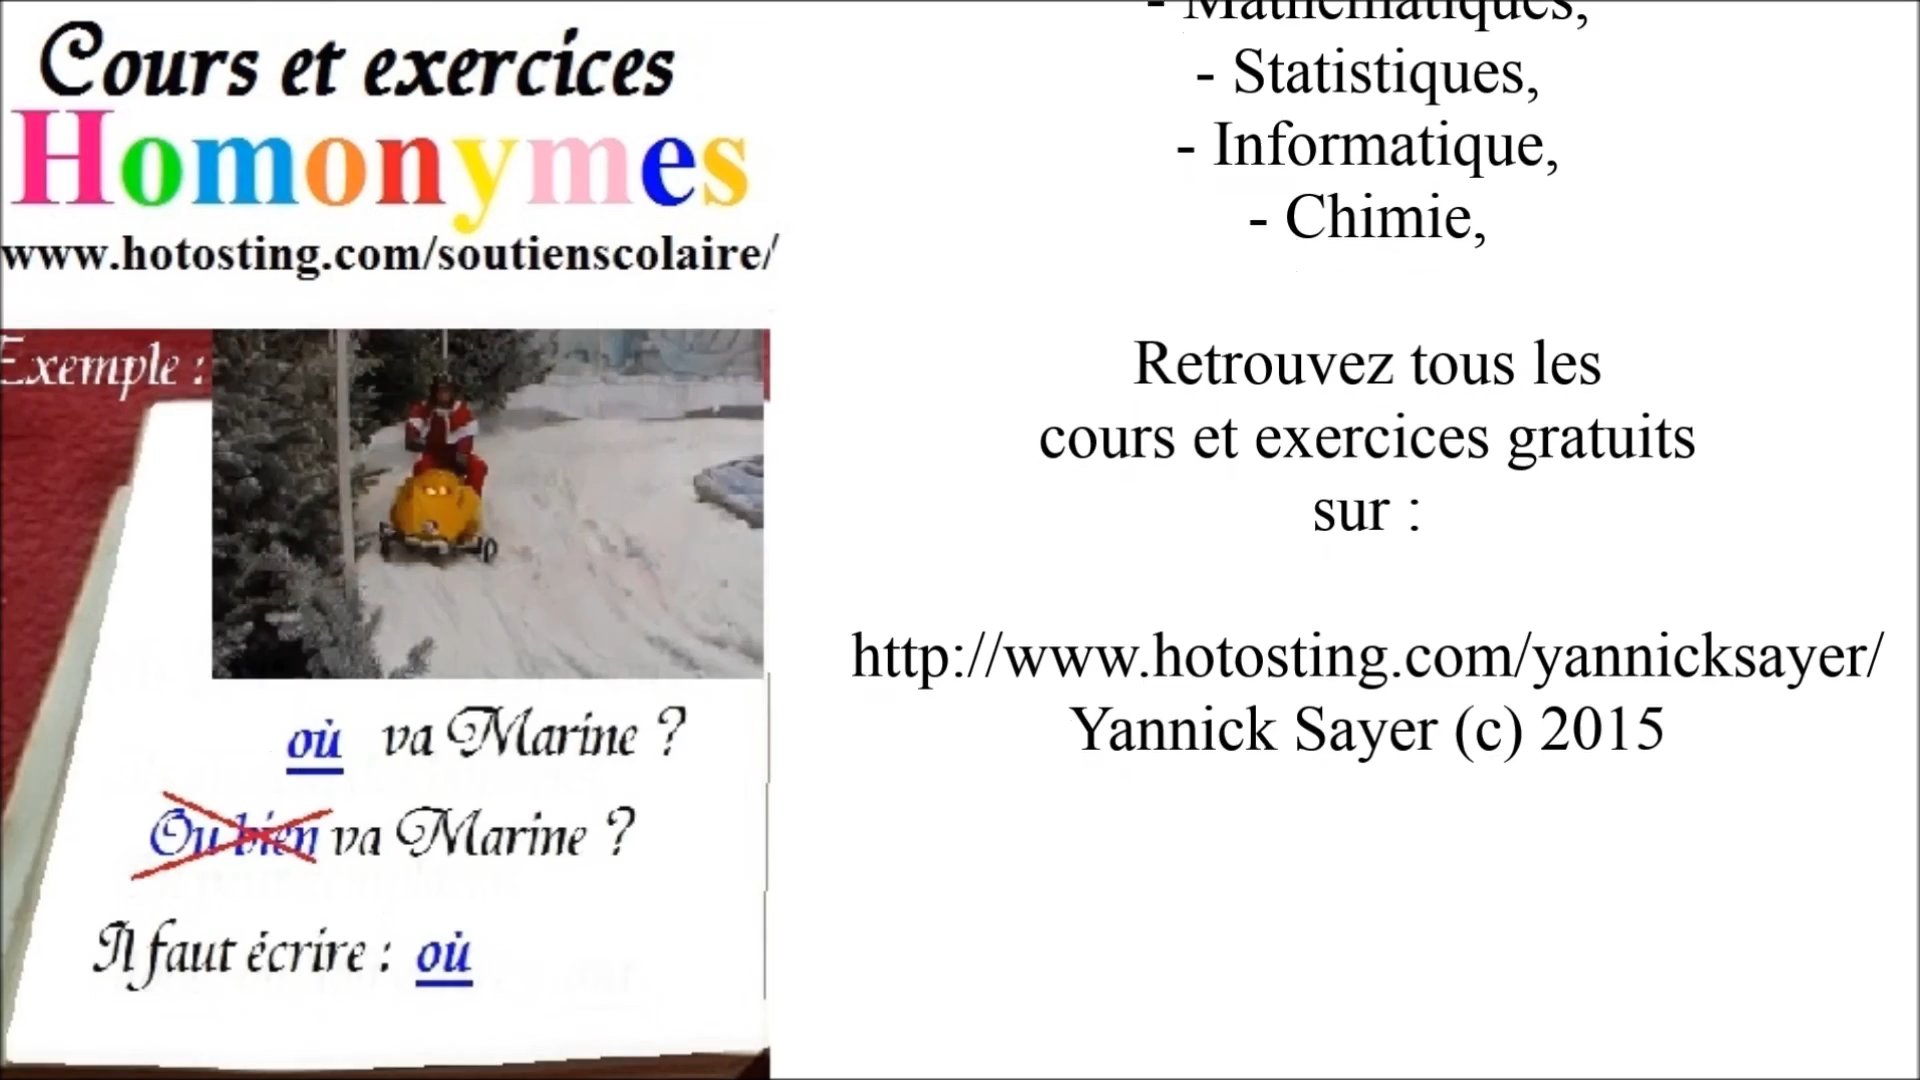 Cours et exercices
Homonymes
www.hotosting.com/soutienscolaire/
Exemple :
où va Marine ?
Ou bien va Marine ?
Il faut écrire : où
- Mathématiques,
- Statistiques,
- Informatique,
- Chimie,
Retrouvez tous les
cours et exercices gratuits
sur :
http://www.hotosting.com/yannicksayer/
Yannick Sayer (c) 2015